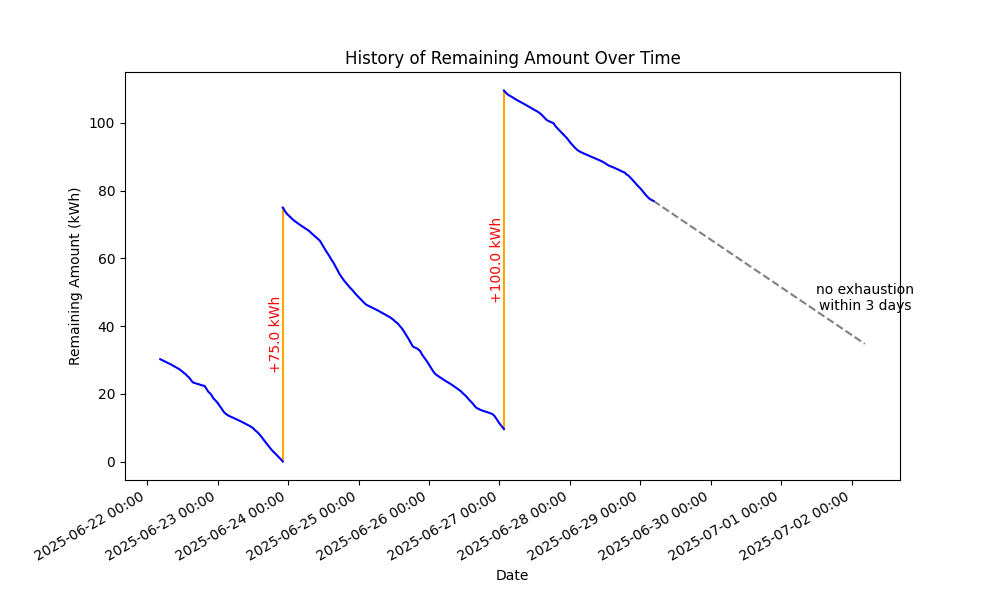 History of Remaining Amount Over Time
Remaining Amount (kWh)
100
80
60
40
20
0
+75.0 kWh
+100.0 kWh
no exhaustion
within 3 days
2025-06-22 00:00
2025-06-23 00:00
2025-06-24 00:00
2025-06-25 00:00
2025-06-26 00:00
2025-06-27 00:00
2025-06-28 00:00
2025-06-29 00:00
2025-06-30 00:00
2025-07-01 00:00
2025-07-02 00:00
Date